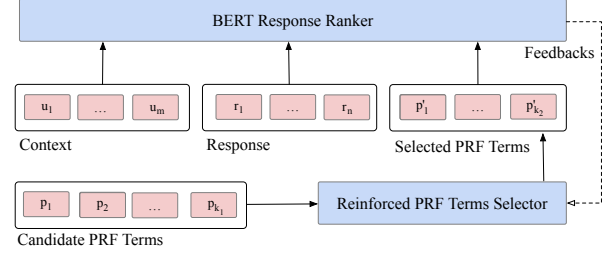 BERT Response Ranker
Feedbacks
u1 … um
r1 … rn
p'1 … p'k2
Context
Response
Selected PRF Terms
p1 p2 … pk1
Reinforced PRF Terms Selector
Candidate PRF Terms